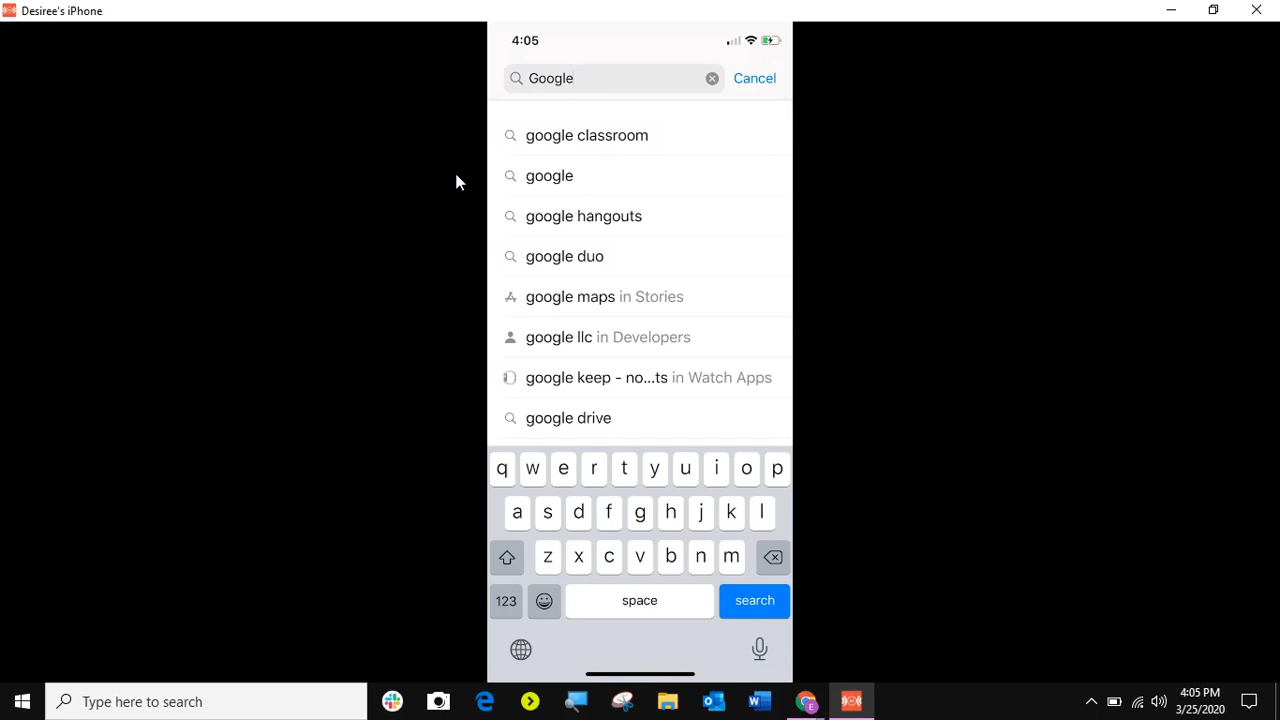 Desiree's iPhone
4:05
Google
Cancel
google classroom
google
google hangouts
google duo
google maps in Stories
google llc in Developers
google keep - no...ts in Watch Apps
google drive
q w e r t y u i o p
a s d f g h j k l
z x c v b n m
123 space search
Type here to search
4:05 PM
3/25/2020